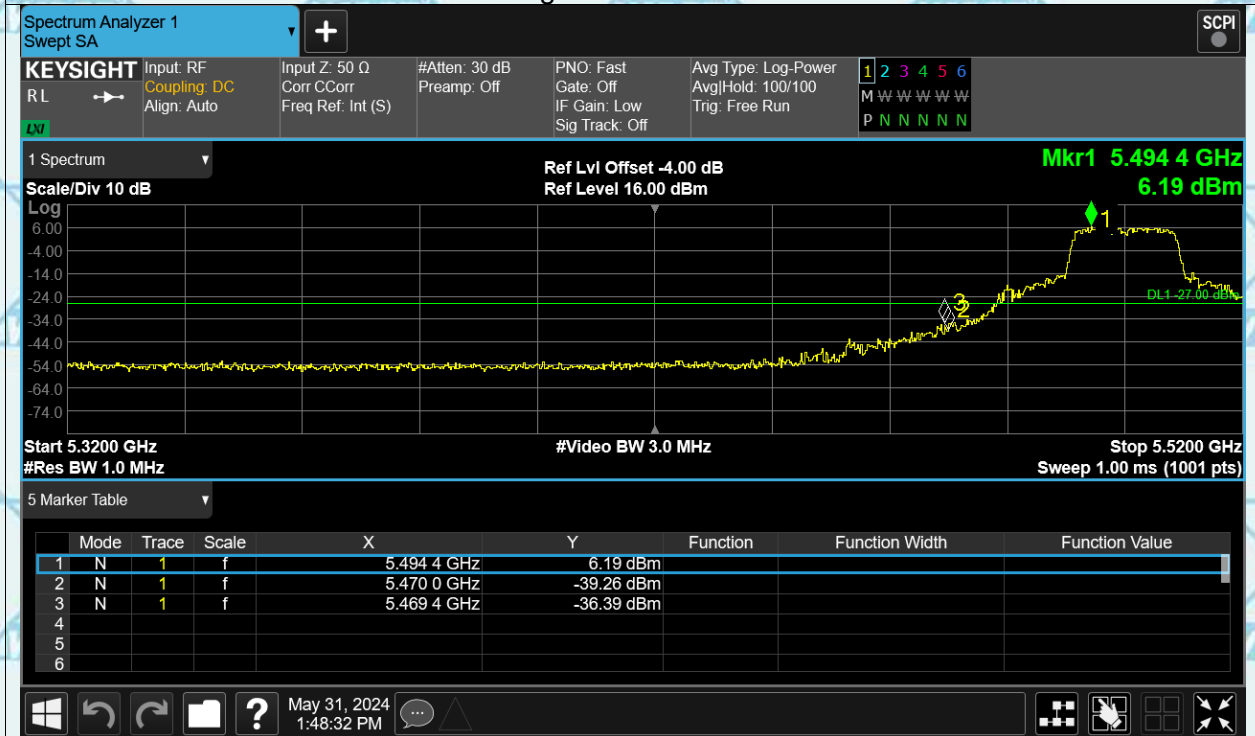 Spectrum Analyzer 1
Swept SA
+
SCPI
KEYSIGHT
RL
LXI
Input: RF
Coupling: DC
Align: Auto
Input Z: 50 Ω
Corr CCorr
Freq Ref: Int (S)
#Atten: 30 dB
Preamp: Off
PNO: Fast
Gate: Off
IF Gain: Low
Sig Track: Off
Avg Type: Log-Power
Avg|Hold: 100/100
Trig: Free Run
1 2 3 4 5 6
M W W W W W
P N N N N N
1 Spectrum
Scale/Div 10 dB
Ref Lvl Offset -4.00 dB
Ref Level 16.00 dBm
Mkr1 5.494 4 GHz
6.19 dBm
Log
6.00
-4.00
-14.0
-24.0
-34.0
-44.0
-54.0
-64.0
-74.0
1
3
2
DL1 -27.00 dBm
Start 5.3200 GHz
#Res BW 1.0 MHz
#Video BW 3.0 MHz
Stop 5.5200 GHz
Sweep 1.00 ms (1001 pts)
5 Marker Table
Mode Trace Scale X Y Function Function Width Function Value
1 N 1 f 5.494 4 GHz 6.19 dBm
2 N 1 f 5.470 0 GHz -39.26 dBm
3 N 1 f 5.469 4 GHz -36.39 dBm
4
5
6
?
May 31, 2024
1:48:32 PM